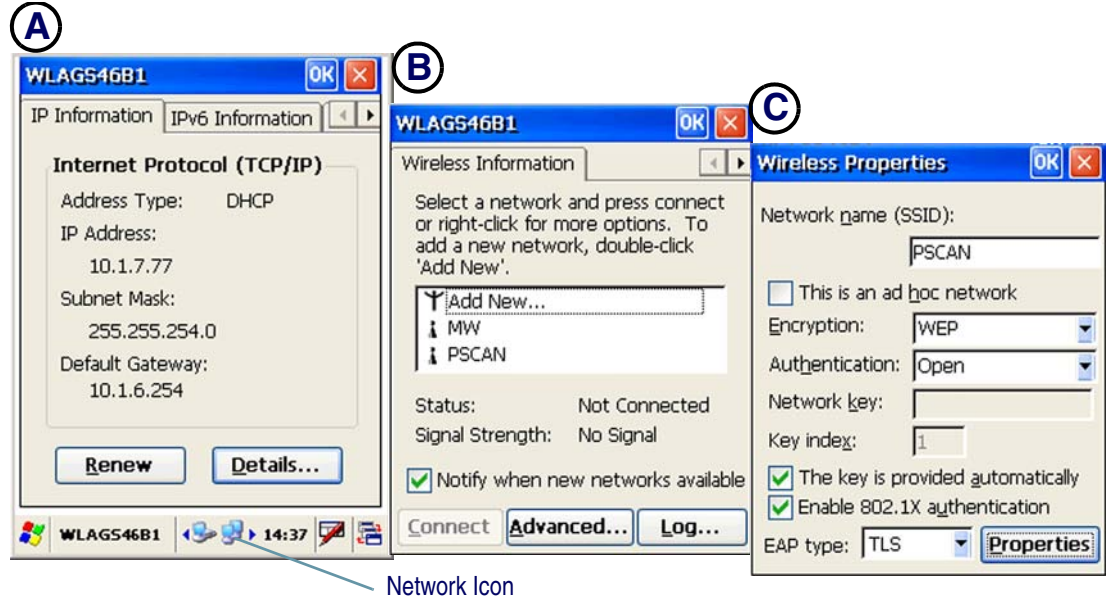 A
WLAGS46B1 OK
IP Information IPv6 Information
Internet Protocol (TCP/IP)
Address Type: DHCP
IP Address:
10.1.7.77
Subnet Mask:
255.255.254.0
Default Gateway:
10.1.6.254
Renew Details...
WLAGS46B1 14:37
Network Icon
B
WLAGS46B1 OK
Wireless Information
Select a network and press connect
or right-click for more options. To
add a new network, double-click
'Add New'.
Add New...
MW
PSCAN
Status: Not Connected
Signal Strength: No Signal
Notify when new networks available
Connect Advanced... Log...
C
Wireless Properties OK
Network name (SSID):
PSCAN
This is an ad hoc network
Encryption: WEP
Authentication: Open
Network key:
Key index: 1
The key is provided automatically
Enable 802.1X authentication
EAP type: TLS Properties